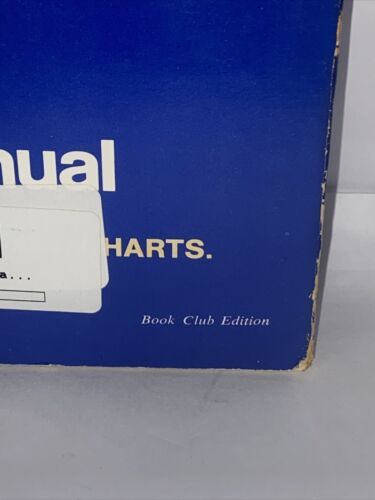 nual
HARTS.
a...
Book Club Edition